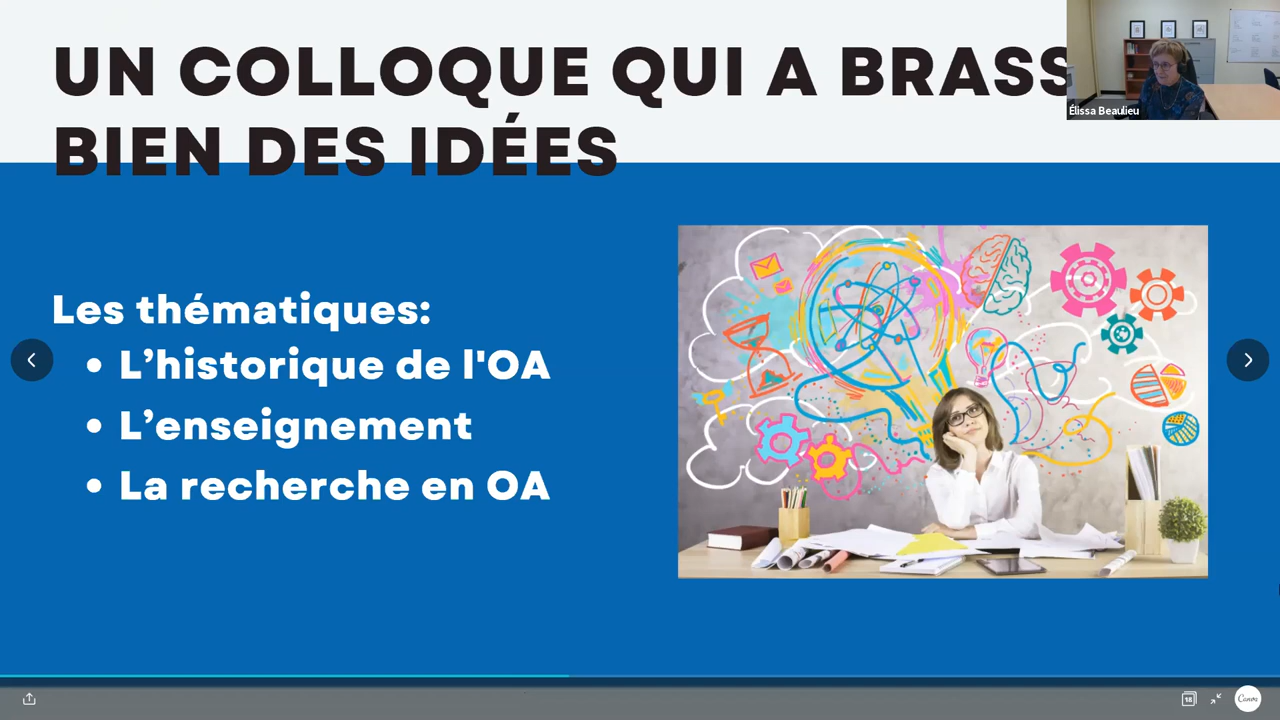 UN COLLOQUE QUI A BRASS
BIEN DES IDÉES
Élissa Beaulieu
Les thématiques:
• L’historique de l'OA
• L’enseignement
• La recherche en OA
Canva